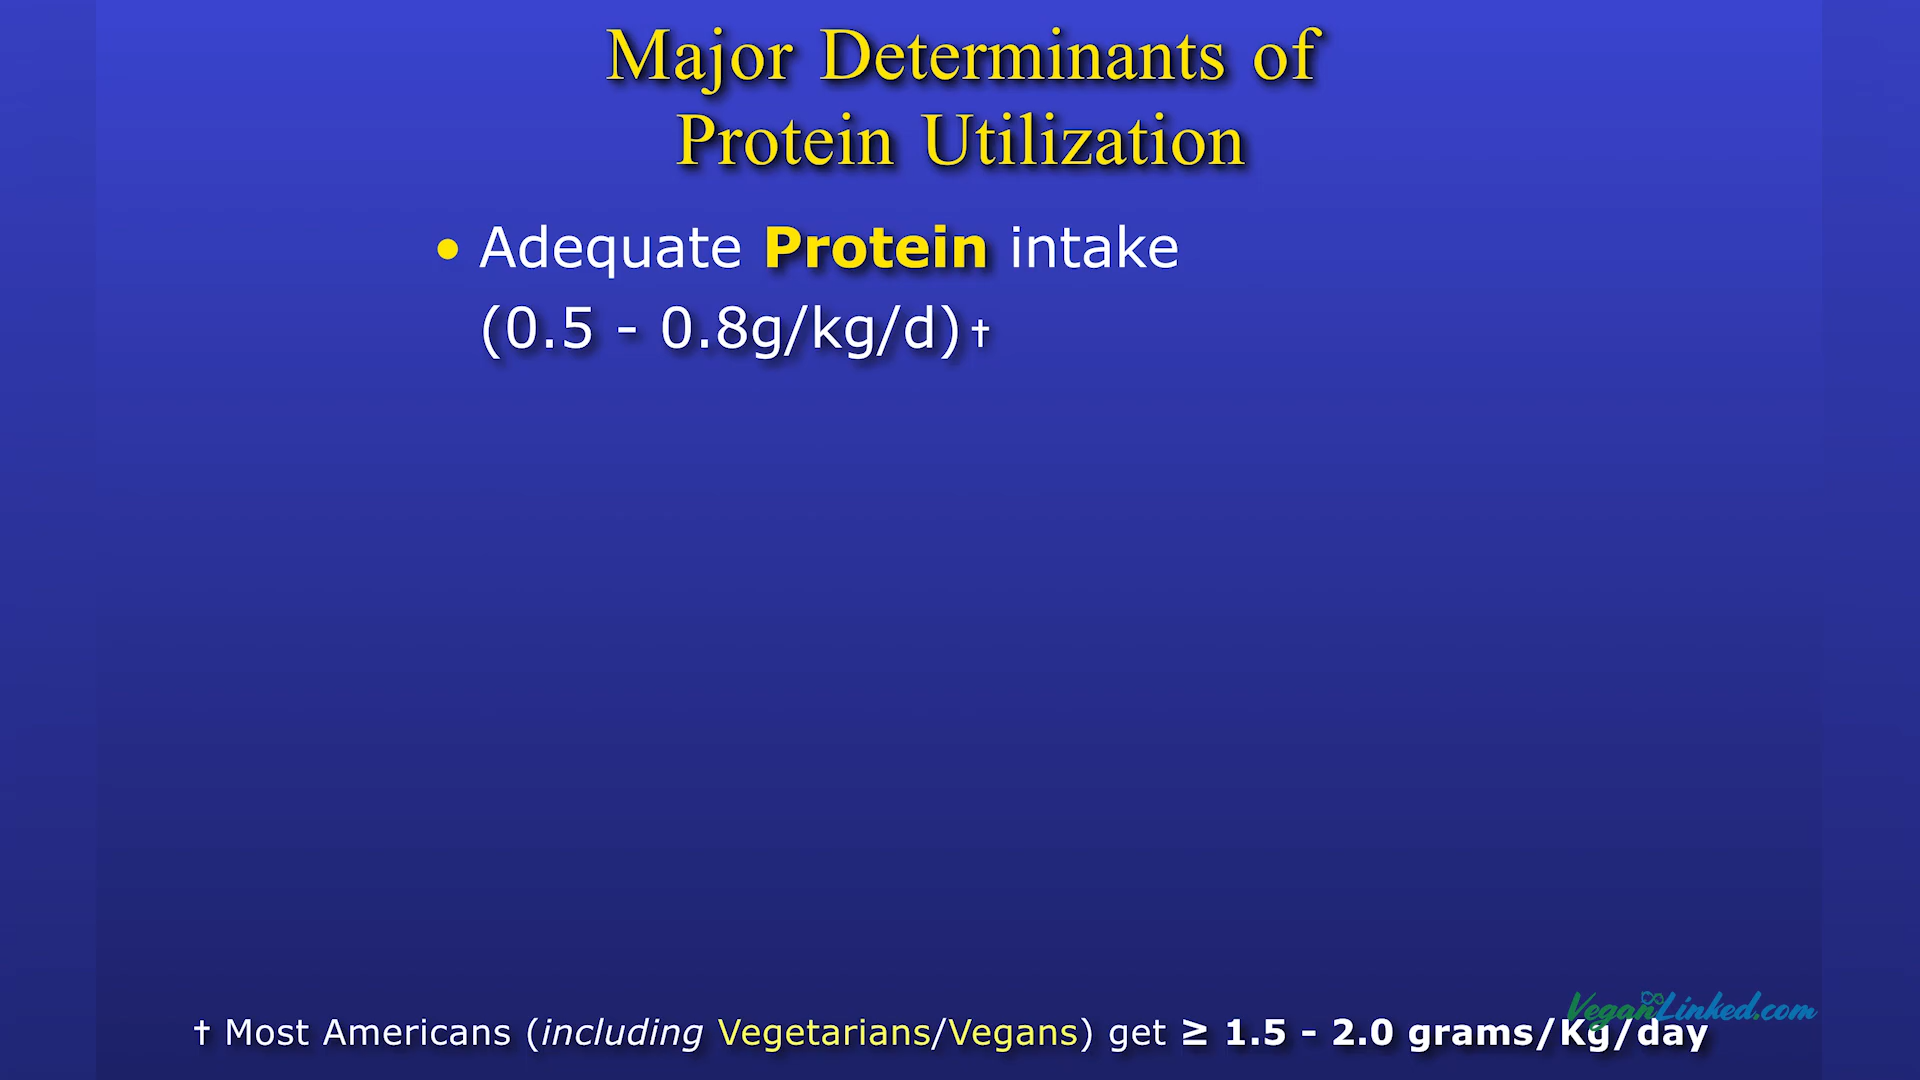 Major Determinants of
Protein Utilization
• Adequate Protein intake
(0.5 - 0.8g/kg/d)†
VeganLinked.com
† Most Americans (including Vegetarians/Vegans) get ≥ 1.5 - 2.0 grams/Kg/day